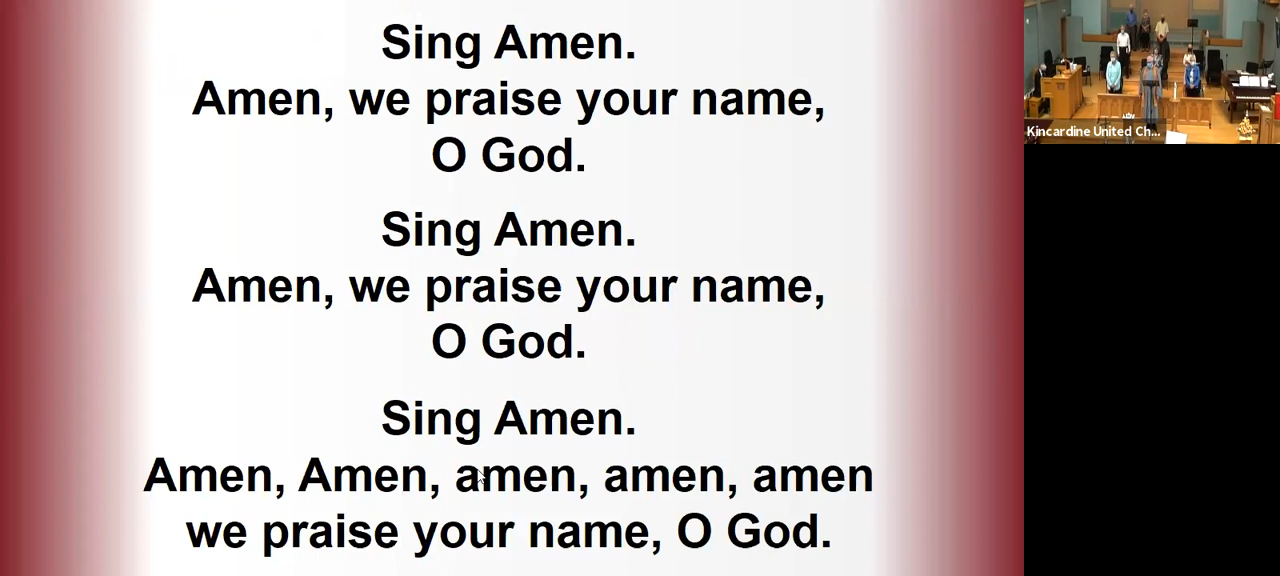 Sing Amen.
Amen, we praise your name,
O God.
Sing Amen.
Amen, we praise your name,
O God.
Sing Amen.
Amen, Amen, amen, amen, amen
we praise your name, O God.
Kincardine United Ch...